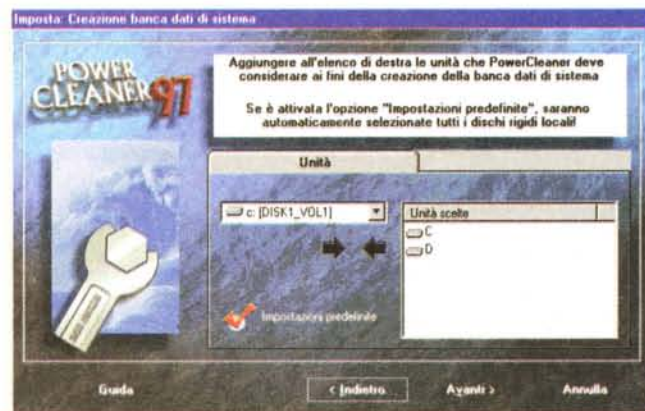 Imposta: Creazione banca dati di sistema
POWER
CLEANER 97
Aggiungere all'elenco di destra le unità che PowerCleaner deve
considerare ai fini della creazione della banca dati di sistema
Se è attivata l'opzione "Impostazioni predefinite", saranno
automaticamente selezionate tutti i dischi rigidi locali!
Unità
c: [DISK1_VOL1]
Unità scelte
C
D
Impostazioni predefinite
Guida
< Indietro
Avanti >
Annulla